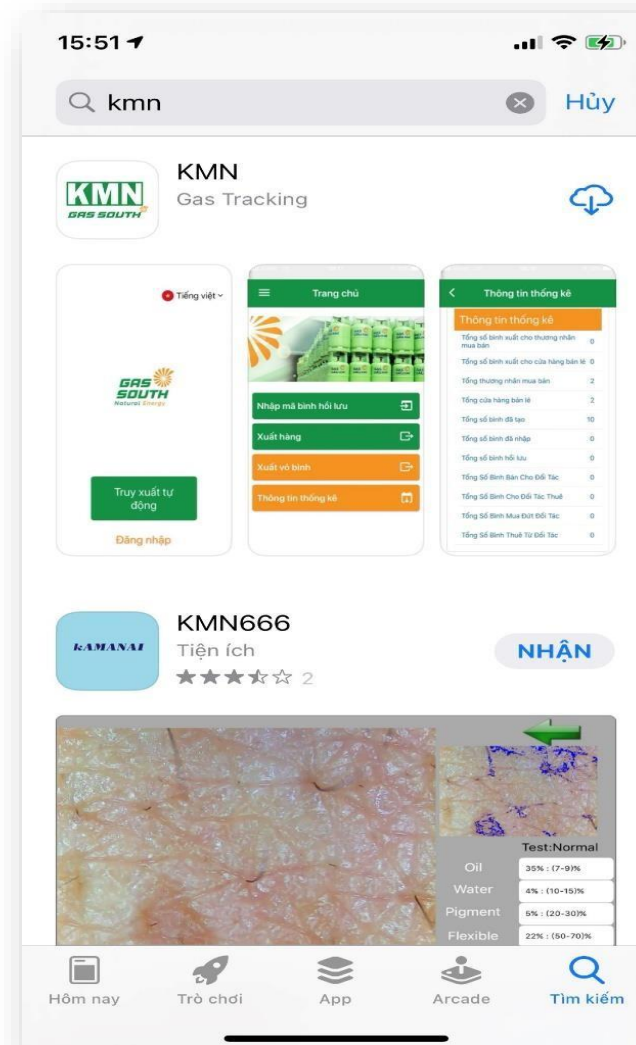 15:51
kmn
Hủy
KMN
Gas Tracking
KMN
GAS SOUTH
Tiếng việt
GAS
SOUTH
Natural Energy
Truy xuất tự
động
Đăng nhập
Trang chủ
Nhập mã bình hồi lưu
Xuất hàng
Xuất vỏ bình
Thông tin thống kê
Thông tin thống kê
Thông tin thống kê
Tổng số bình xuất cho thương nhân
mua bán 0
Tổng số bình xuất cho cửa hàng bán lẻ 0
Tổng thương nhân mua bán 2
Tổng cửa hàng bán lẻ 2
Tổng số bình đã tạo 10
Tổng số bình đã nhập 0
Tổng số bình hồi lưu 0
Tổng Số Bình Bán Cho Đối Tác 0
Tổng Số Bình Cho Đối Tác Thuê 0
Tổng Số Bình Mua Đứt Đối Tác 0
Tổng Số Bình Thuê Từ Đối Tác 0
KMN666
kAMANAI
Tiện ích
2
NHẬN
Test:Normal
Oil 35% : (7-9)%
Water 4% : (10-15)%
Pigment 5% : (20-30)%
Flexible 22% : (50-70)%
Hôm nay
Trò chơi
App
Arcade
Tìm kiếm